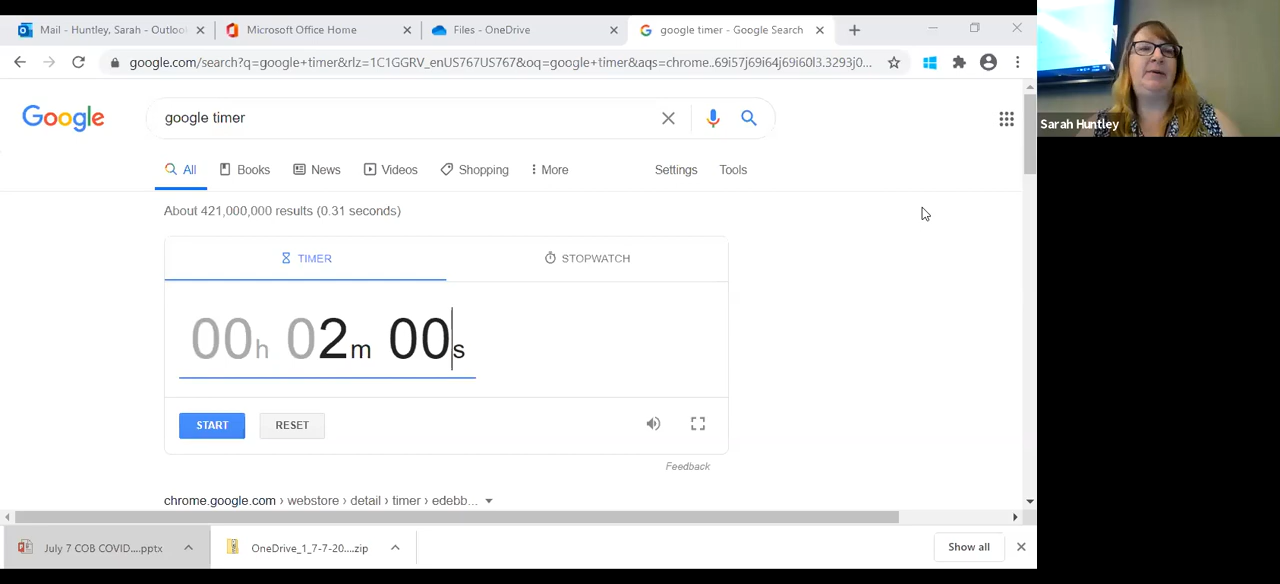 Mail - Huntley, Sarah - Outloo
Microsoft Office Home
Files - OneDrive
google timer - Google Search
google.com/search?q=google+timer&rlz=1C1GGRV_enUS767US767&oq=google+timer&aqs=chrome..69i57j69i64j69i60l3.3293j0...
Sarah Huntley
Google
google timer
All Books News Videos Shopping More Settings Tools
About 421,000,000 results (0.31 seconds)
TIMER STOPWATCH
00h 02m 00s
START RESET
Feedback
chrome.google.com › webstore › detail › timer › edebb...
July 7 COB COVID....pptx
OneDrive_1_7-7-20....zip
Show all